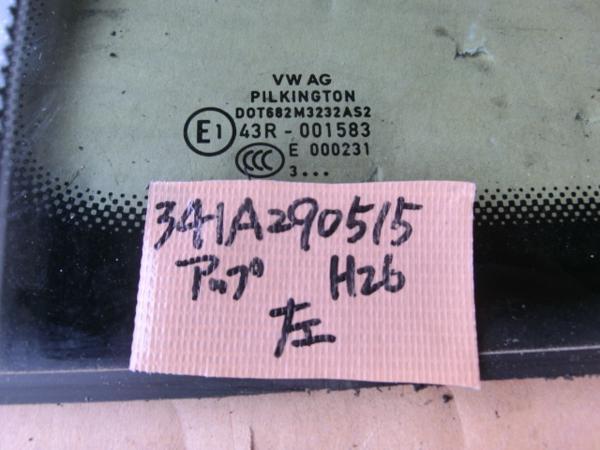 VW AG
PILKINGTON
DOT682M3232AS2
E1 43R - 001583
CCC E 000231
3...
341A290515
アップ H26
左